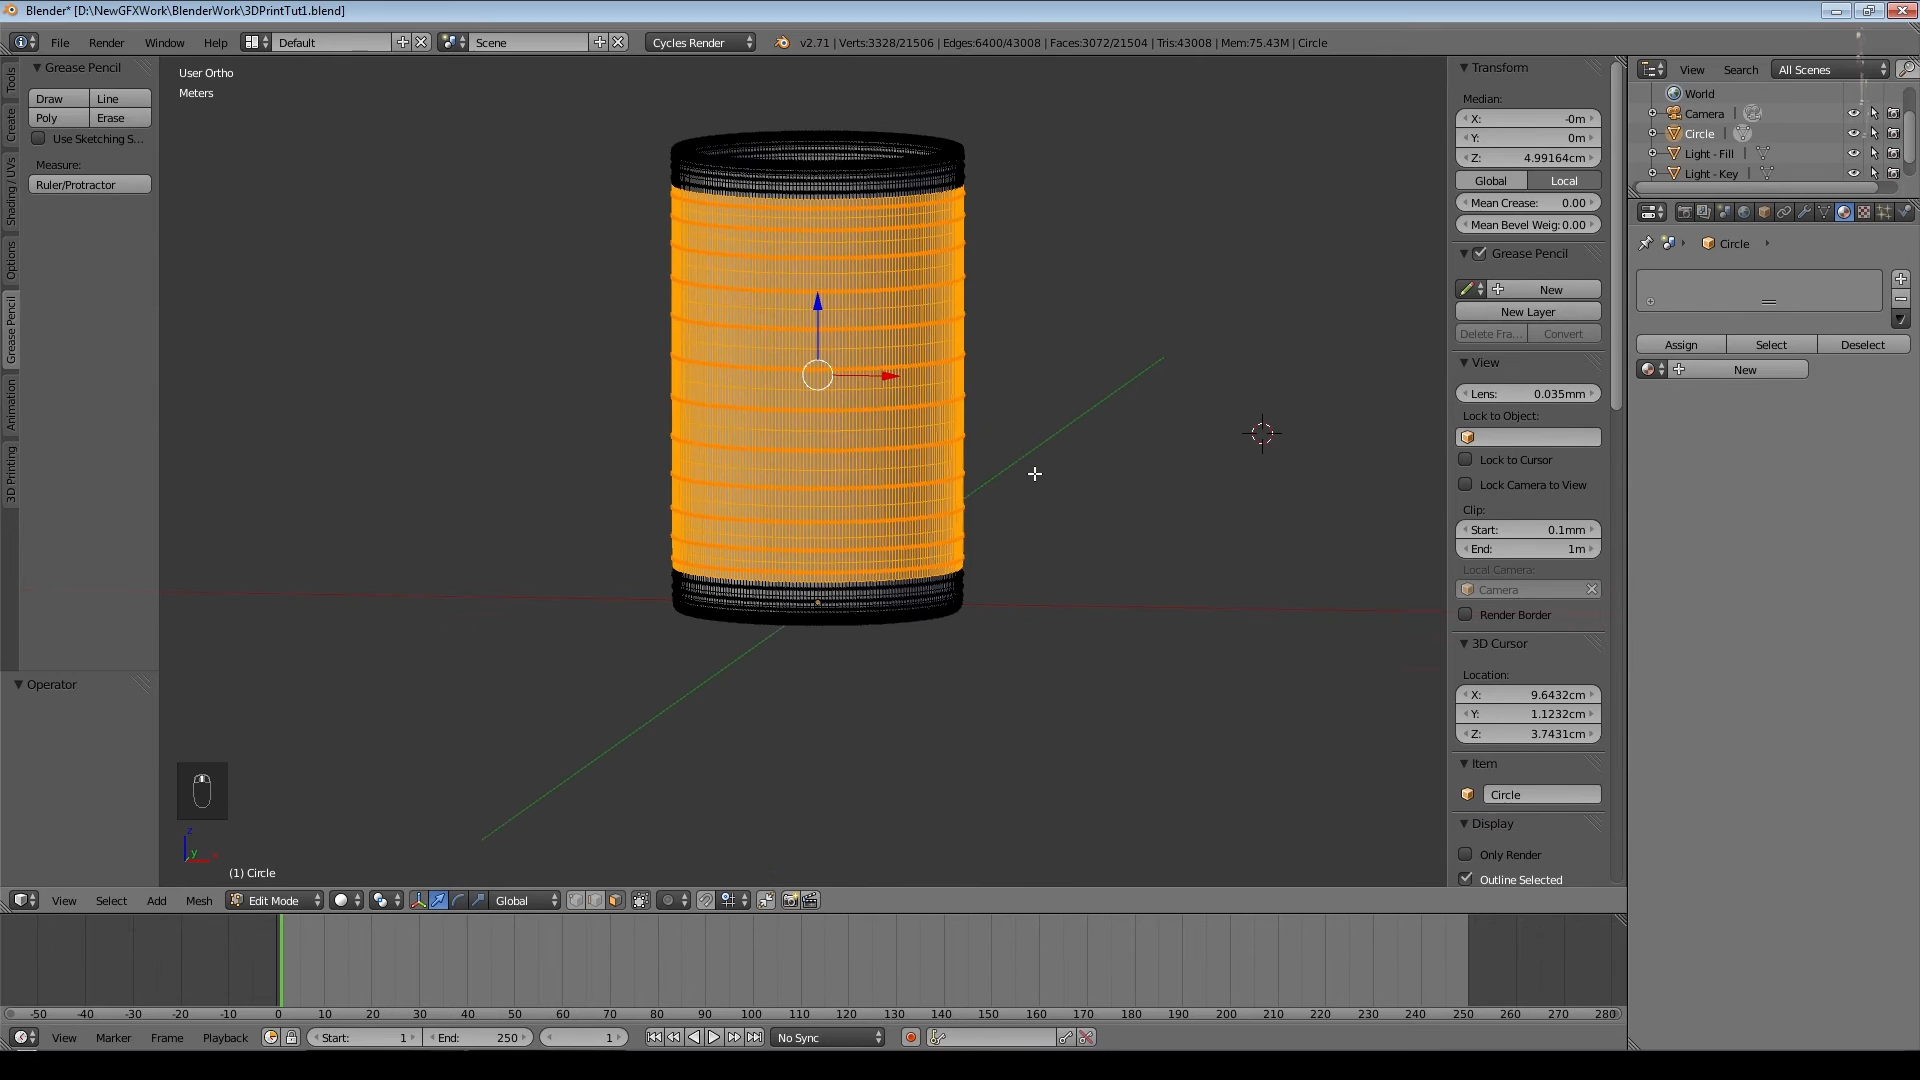 Blender* [D:\NewGFXWork\BlenderWork\3DPrintTut1.blend]
File Render Window Help Default Scene Cycles Render v2.71 | Verts:3328/21506 | Edges:6400/43008 | Faces:3072/21504 | Tris:43008 | Mem:75.43M | Circle
Tools
Create
Shading / UVs
Options
Grease Pencil
Animation
3D Printing
Grease Pencil
Draw Line
Poly Erase
Use Sketching S...
Measure:
Ruler/Protractor
Operator
User Ortho
Meters
z
y x
(1) Circle
Transform
Median:
X: -0m
Y: 0m
Z: 4.99164cm
Global Local
Mean Crease: 0.00
Mean Bevel Weig: 0.00
Grease Pencil
New
New Layer
Delete Fra... Convert
View
Lens: 0.035mm
Lock to Object:
Lock to Cursor
Lock Camera to View
Clip:
Start: 0.1mm
End: 1m
Local Camera:
Camera
Render Border
3D Cursor
Location:
X: 9.6432cm
Y: 1.1232cm
Z: 3.7431cm
Item
Circle
Display
Only Render
Outline Selected
View Search All Scenes
World
Camera
Circle
Light - Fill
Light - Key
Circle
Assign Select Deselect
New
View Select Add Mesh Edit Mode Global
-50 -40 -30 -20 -10 0 10 20 30 40 50 60 70 80 90 100 110 120 130 140 150 160 170 180 190 200 210 220 230 240 250 260 270 280
View Marker Frame Playback Start: 1 End: 250 1 No Sync